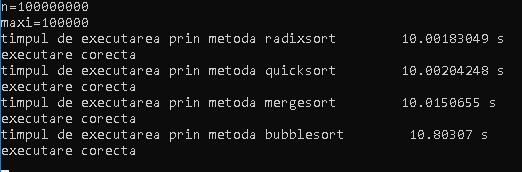 n=100000000
maxi=100000
timpul de executarea prin metoda radixsort 10.00183049 s
executare corecta
timpul de executarea prin metoda quicksort 10.00204248 s
executare corecta
timpul de executarea prin metoda mergesort 10.0150655 s
executare corecta
timpul de executarea prin metoda bubblesort 10.80307 s
executare corecta